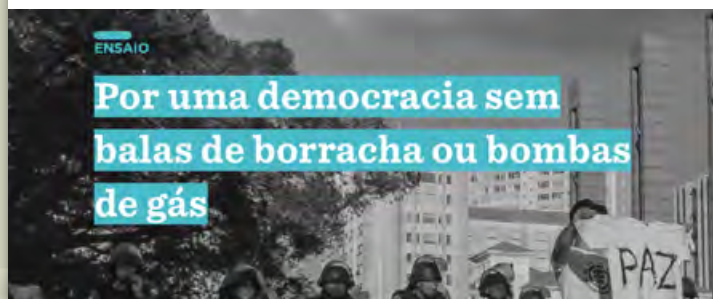 ENSAIO
Por uma democracia sem
balas de borracha ou bombas
de gás
PAZ